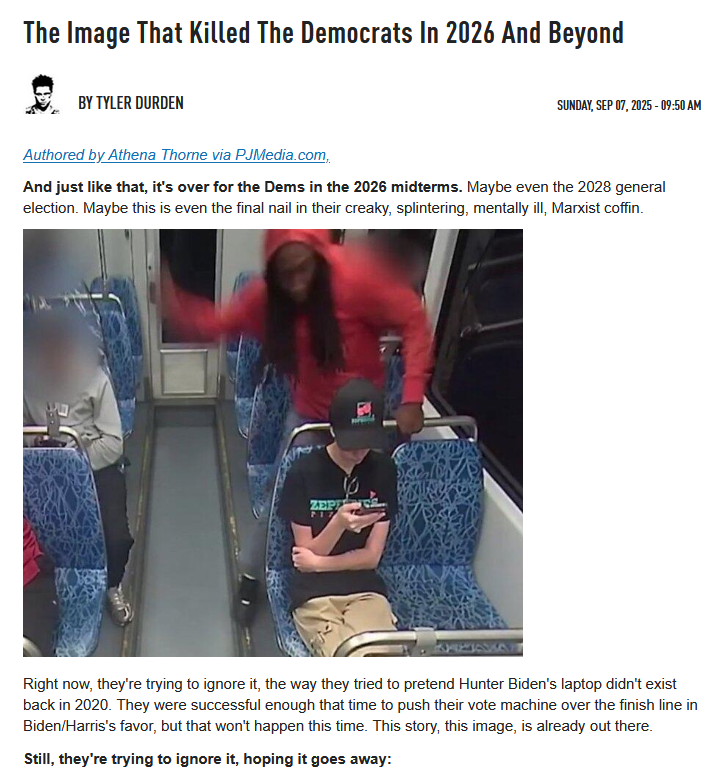 The Image That Killed The Democrats In 2026 And Beyond
BY TYLER DURDEN
SUNDAY, SEP 07, 2025 - 09:50 AM
Authored by Athena Thorne via PJMedia.com,
And just like that, it's over for the Dems in the 2026 midterms. Maybe even the 2028 general
election. Maybe this is even the final nail in their creaky, splintering, mentally ill, Marxist coffin.
Right now, they're trying to ignore it, the way they tried to pretend Hunter Biden's laptop didn't exist
back in 2020. They were successful enough that time to push their vote machine over the finish line in
Biden/Harris's favor, but that won't happen this time. This story, this image, is already out there.
Still, they're trying to ignore it, hoping it goes away: